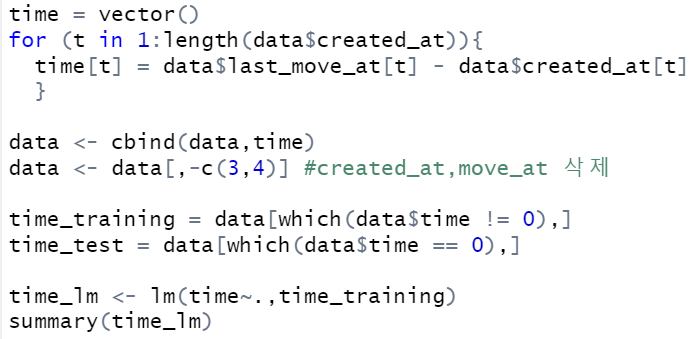 time = vector()
for (t in 1:length(data$created_at)){
  time[t] = data$last_move_at[t] - data$created_at[t]
  }
data <- cbind(data,time)
data <- data[,-c(3,4)] #created_at,move_at 삭제
time_training = data[which(data$time != 0),]
time_test = data[which(data$time == 0),]
time_lm <- lm(time~.,time_training)
summary(time_lm)